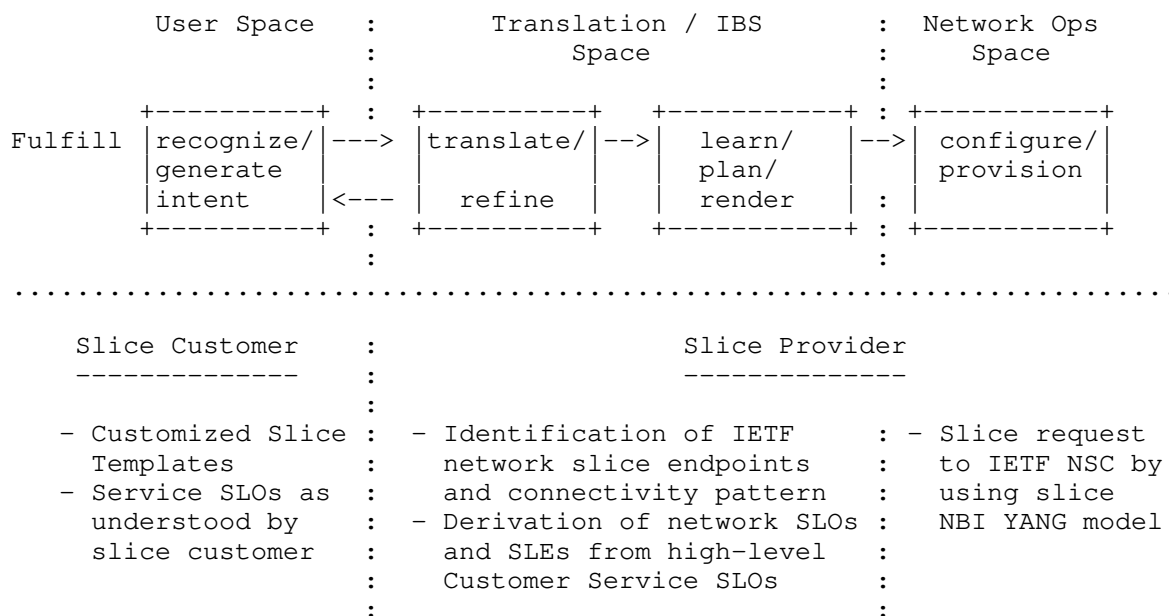 User Space   :       Translation / IBS       :  Network Ops
                       :            Space              :     Space
                       :                               :
         +----------+  :  +----------+   +-----------+ : +-----------+
Fulfill |recognize/|---> |translate/|-->|  learn/   |-->| configure/|
        |generate  |     |          |   |  plan/    |   | provision |
        |intent    |<--- |  refine  |   |  render   | : |           |
         +----------+  :  +----------+   +-----------+ : +-----------+
                       :                               :
.........................................................................
     Slice Customer    :                   Slice Provider
     --------------    :                   --------------
                       :                               :
    - Customized Slice :  - Identification of IETF     : - Slice request
      Templates        :    network slice endpoints    :   to IETF NSC by
    - Service SLOs as  :    and connectivity pattern   :   using slice
      understood by    :  - Derivation of network SLOs :   NBI YANG model
      slice customer   :    and SLEs from high-level   :
                       :    Customer Service SLOs      :
                       :                               :